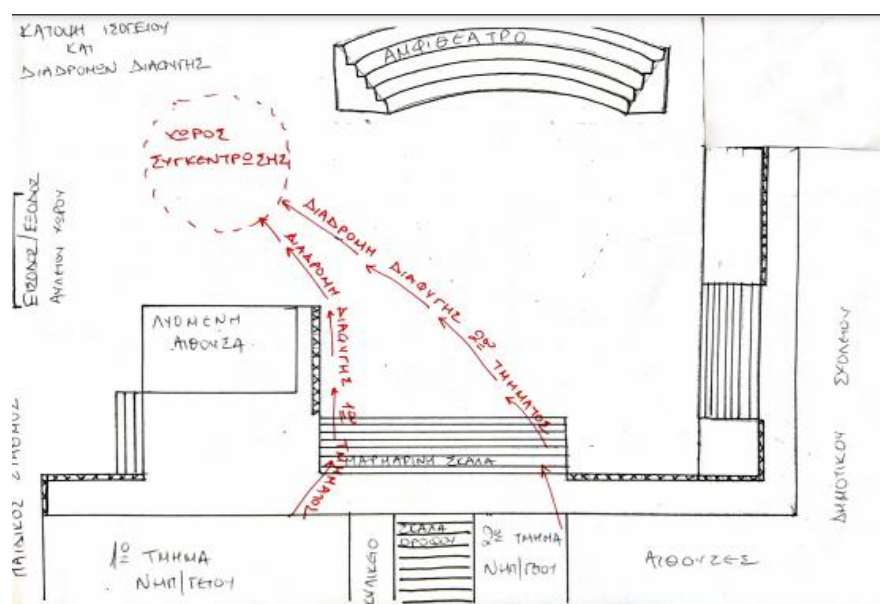 ΚΑΤΟΨΗ ΙΣΟΓΕΙΟΥ
ΚΑΙ
ΔΙΑΔΡΟΜΩΝ ΔΙΑΦΥΓΗΣ
ΑΜΦΙΘΕΑΤΡΟ
ΧΩΡΟΣ
ΣΥΓΚΕΝΤΡΩΣΗΣ
ΕΙΣΟΔΟΣ/ΕΞΟΔΟΣ
ΑΥΛΕΙΟΥ ΧΩΡΟΥ
ΔΙΑΔΡΟΜΗ ΔΙΑΦΥΓΗΣ 2ου ΤΜΗΜΑΤΟΣ
ΔΙΑΔΡΟΜΗ ΔΙΑΦΥΓΗΣ 1ου ΤΜΗΜΑΤΟΣ
ΛΥΟΜΕΝΗ
ΑΙΘΟΥΣΑ
ΜΑΡΜΑΡΙΝΗ ΣΚΑΛΑ
ΠΑΙΔΙΚΟΣ ΣΤΑΘΜΟΣ
ΔΗΜΟΤΙΚΟΥ ΣΧΟΛΕΙΟΥ
1ο ΤΜΗΜΑ
ΝΗΠ/ΓΕΙΟΥ
ΚΥΛΙΚΕΙΟ
ΣΚΑΛΑ
ΟΡΟΦΟΥ
2ο ΤΜΗΜΑ
ΝΗΠ/ΓΕΙΟΥ
ΑΙΘΟΥΣΕΣ